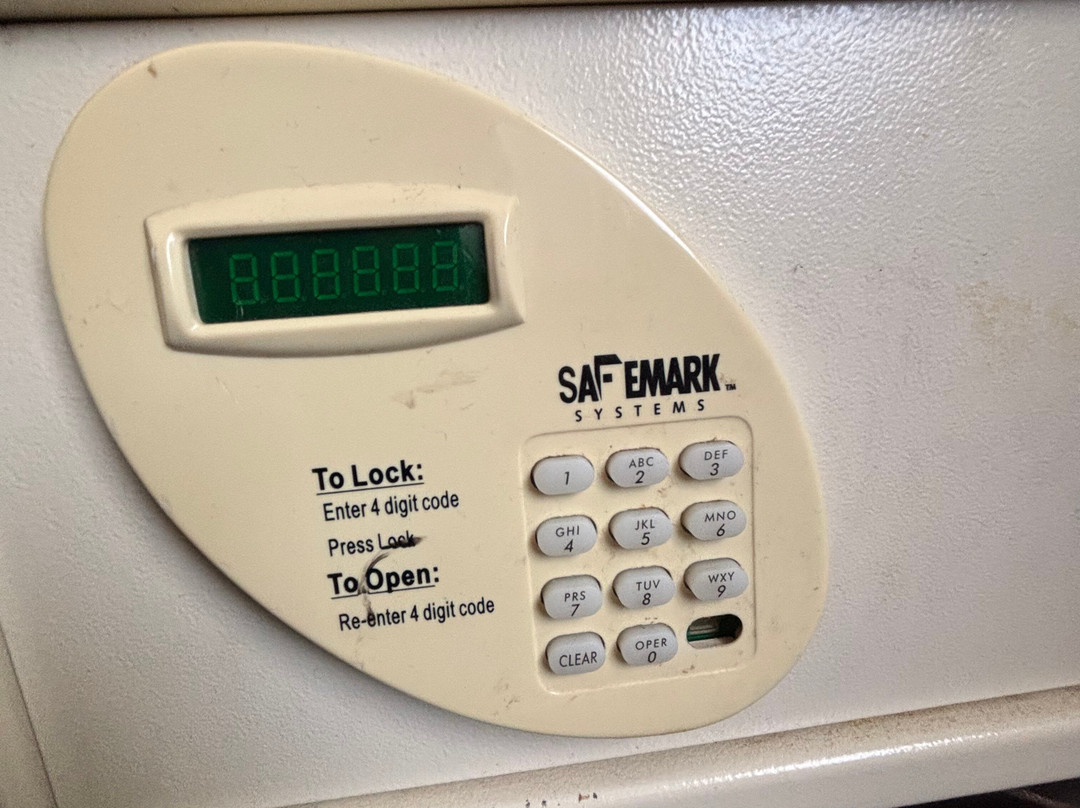 888888
SAFEMARK™
SYSTEMS
To Lock:
Enter 4 digit code
Press Lock
To Open:
Re-enter 4 digit code
1
ABC
2
DEF
3
GHI
4
JKL
5
MNO
6
PRS
7
TUV
8
WXY
9
CLEAR
OPER
0